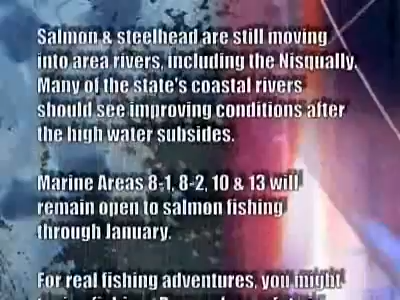 Salmon & steelhead are still moving
into area rivers, including the Nisqually.
Many of the state's coastal rivers
should see improving conditions after
the high water subsides.
Marine Areas 8-1, 8-2, 10 & 13 will
remain open to salmon fishing
through January.
For real fishing adventures, you might